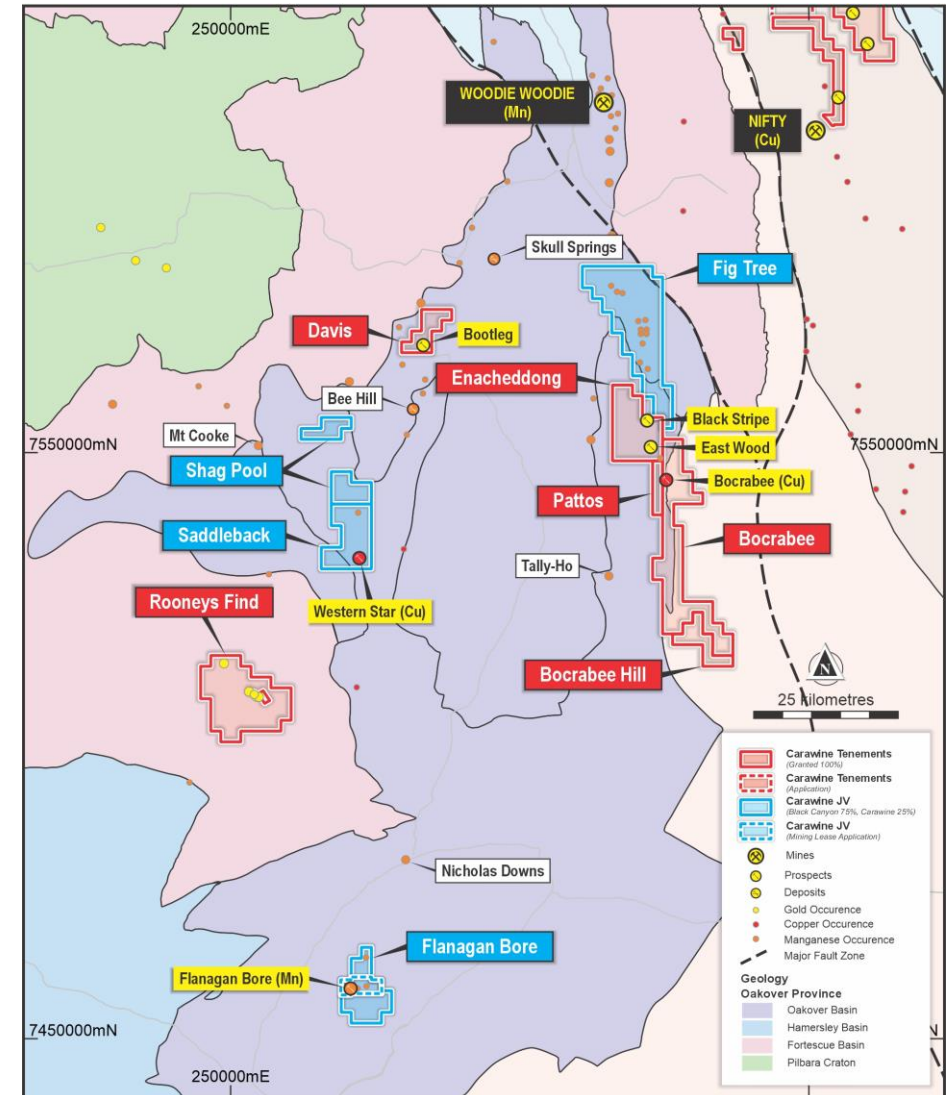 250000mE
WOODIE WOODIE
(Mn)
NIFTY
(Cu)
Skull Springs
Fig Tree
Davis
Bootleg
Enacheddong
Bee Hill
Black Stripe
7550000mN
Mt Cooke
East Wood
7550000mN
Shag Pool
Bocrabee (Cu)
Pattos
Saddleback
Bocrabee
Tally-Ho
Rooneys Find
Western Star (Cu)
Bocrabee Hill
N
25 kilometres
Carawine Tenements
(Granted 100%)
Carawine Tenements
(Application)
Carawine JV
(Black Canyon 75%, Carawine 25%)
Carawine JV
(Mining Lease Application)
Mines
Prospects
Deposits
Gold Occurence
Copper Occurence
Manganese Occurence
Major Fault Zone
Geology
Oakover Province
Oakover Basin
Hamersley Basin
Fortescue Basin
Pilbara Craton
Nicholas Downs
Flanagan Bore
Flanagan Bore (Mn)
7450000mN
250000mE